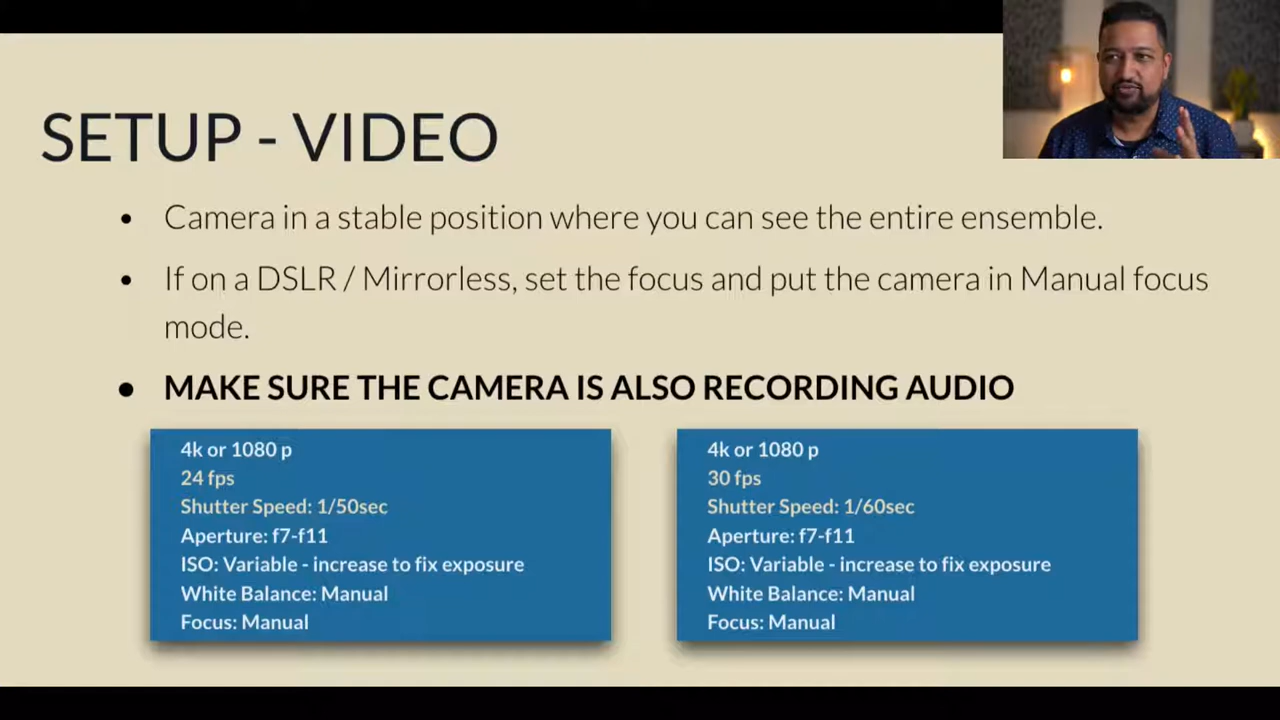 SETUP - VIDEO
• Camera in a stable position where you can see the entire ensemble.
• If on a DSLR / Mirrorless, set the focus and put the camera in Manual focus
mode.
• MAKE SURE THE CAMERA IS ALSO RECORDING AUDIO
4k or 1080 p
24 fps
Shutter Speed: 1/50sec
Aperture: f7-f11
ISO: Variable - increase to fix exposure
White Balance: Manual
Focus: Manual
4k or 1080 p
30 fps
Shutter Speed: 1/60sec
Aperture: f7-f11
ISO: Variable - increase to fix exposure
White Balance: Manual
Focus: Manual